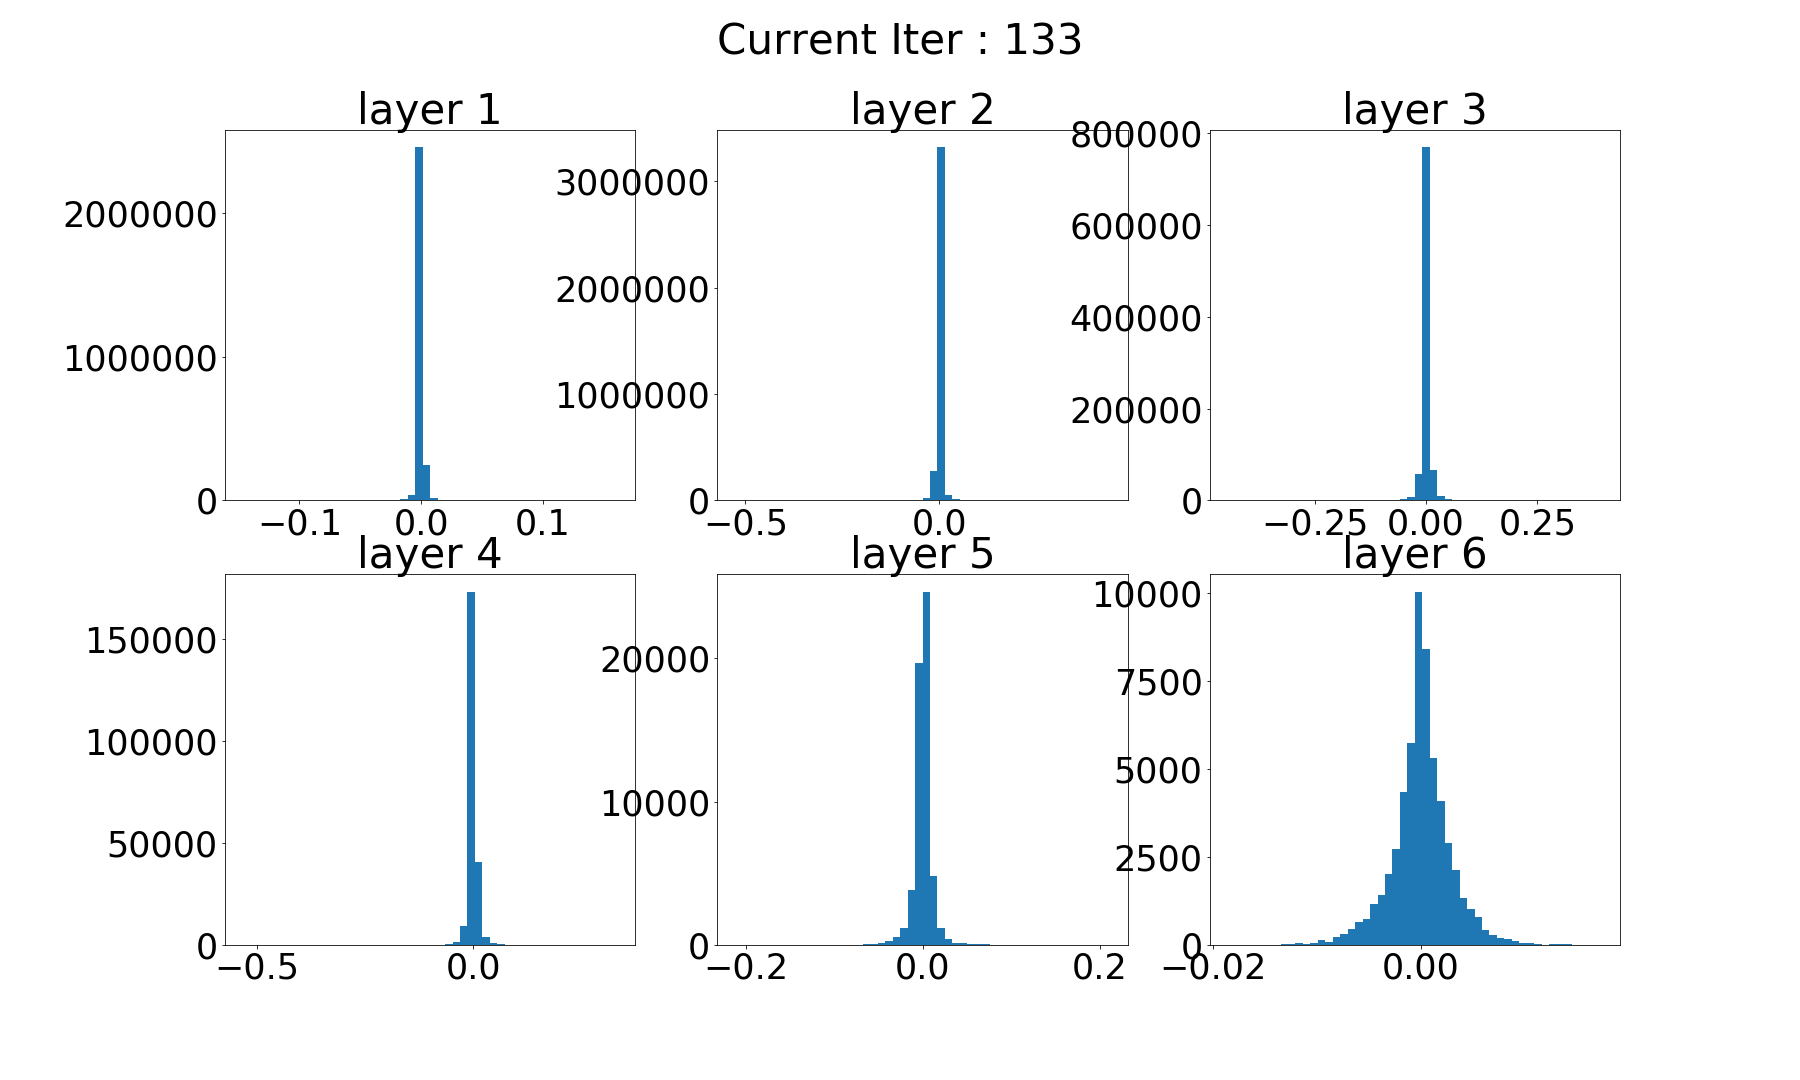 Current Iter : 133
layer 1
2000000
1000000
0
−0.1 0.0 0.1
layer 2
3000000
2000000
1000000
0
−0.5 0.0
layer 3
800000
600000
400000
200000
0
−0.25 0.00 0.25
layer 4
150000
100000
50000
0
−0.5 0.0
layer 5
20000
10000
0
−0.2 0.0 0.2
layer 6
10000
7500
5000
2500
0
−0.02 0.00